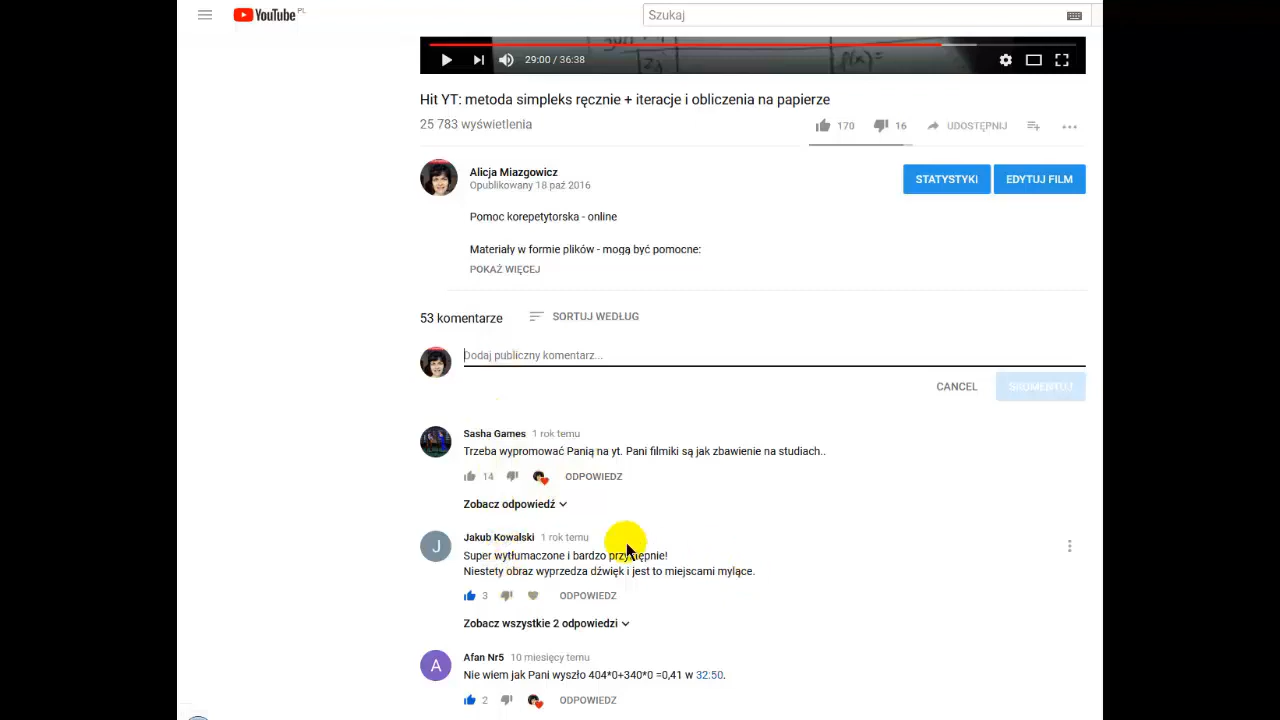 YouTube PL
Szukaj
29:00 / 36:38
Hit YT: metoda simpleks ręcznie + iteracje i obliczenia na papierze
25 783 wyświetlenia
170
16
UDOSTĘPNIJ
Alicja Miazgowicz
Opublikowany 18 paź 2016
STATYSTYKI
EDYTUJ FILM
Pomoc korepetytorska - online
Materiały w formie plików - mogą być pomocne:
POKAŻ WIĘCEJ
53 komentarze
SORTUJ WEDŁUG
Dodaj publiczny komentarz...
CANCEL
SKOMENTUJ
Sasha Games 1 rok temu
Trzeba wypromować Panią na yt. Pani filmiki są jak zbawienie na studiach..
14
ODPOWIEDZ
Zobacz odpowiedź
J
Jakub Kowalski 1 rok temu
Super wytłumaczone i bardzo przystępnie!
Niestety obraz wyprzedza dźwięk i jest to miejscami mylące.
3
ODPOWIEDZ
Zobacz wszystkie 2 odpowiedzi
A
Afan Nr5 10 miesięcy temu
Nie wiem jak Pani wyszło 404*0+340*0 =0,41 w 32:50.
2
ODPOWIEDZ